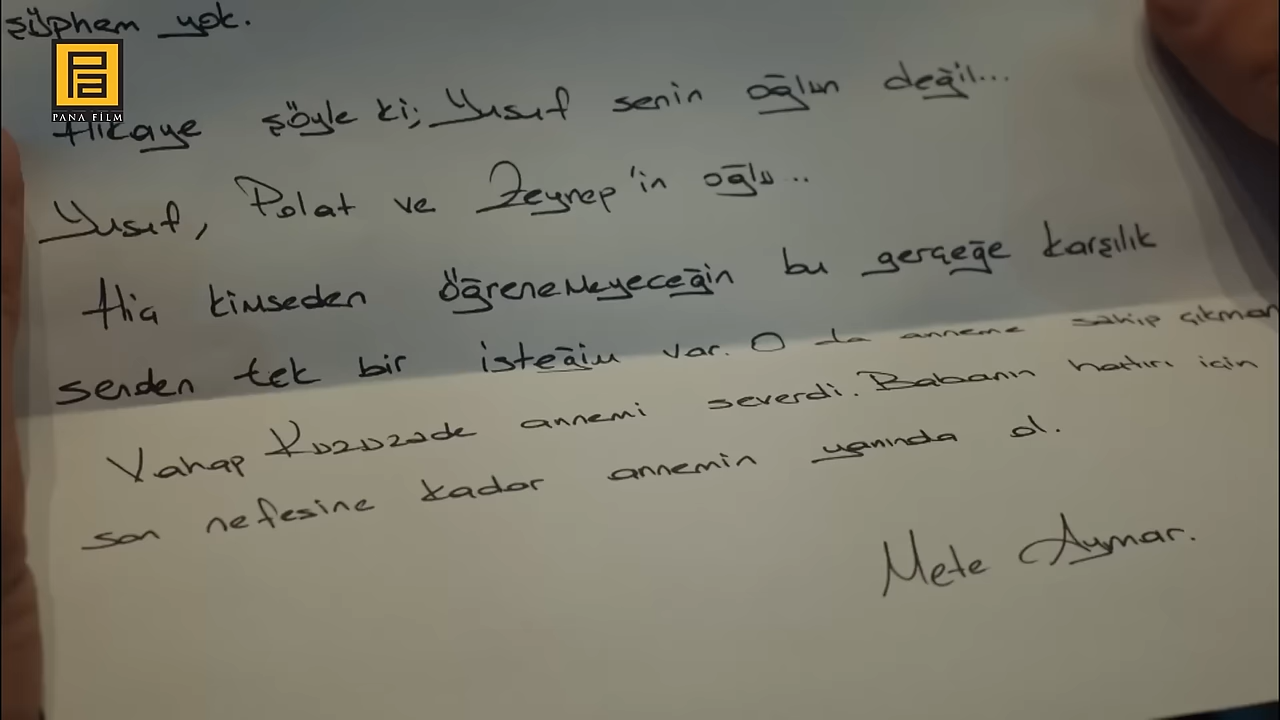 şüphem yok.
PANA FİLM
Hikaye şöyle ki; Yusuf senin oğlun değil...
Yusuf, Polat ve Zeynep'in oğlu..
Hiç kimseden öğrenemeyeceğin bu gerçeğe karşılık
senden tek bir isteğim var. O da anneme sahip çıkman
Vahap Kuzuzade annemi severdi. Babanın hatırı için
son nefesine kadar annemin yanında ol.
Mete Aymar.